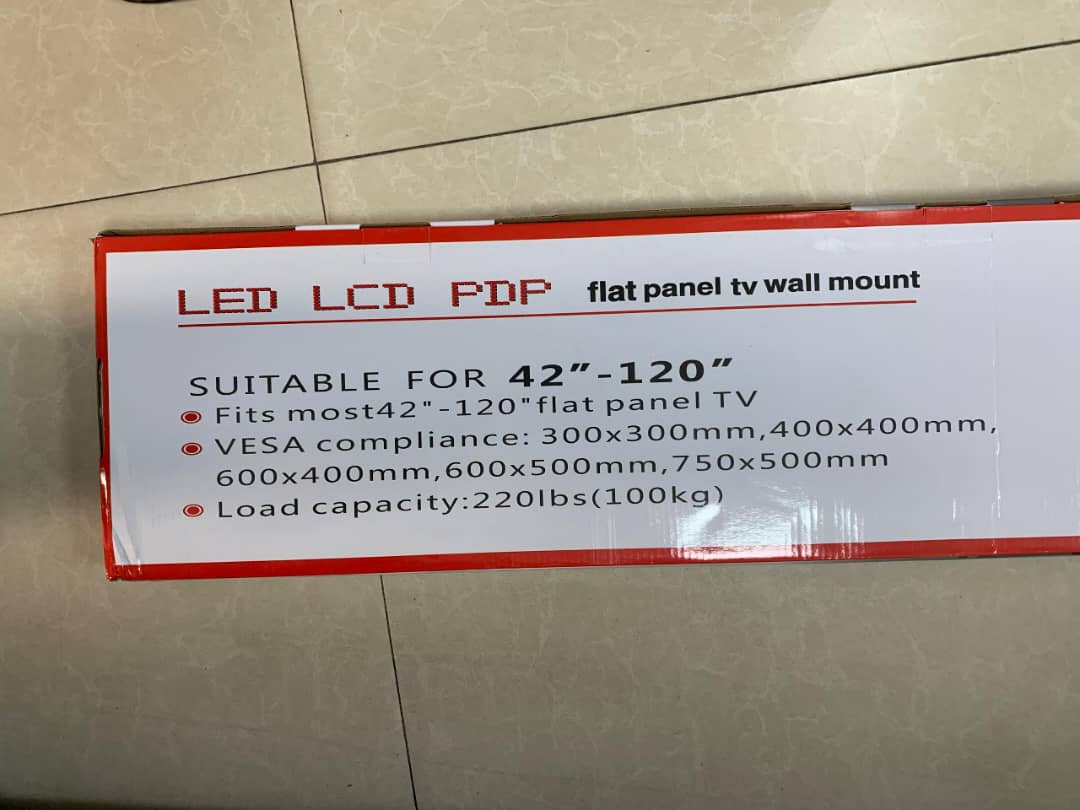 LED LCD PDP flat panel tv wall mount
SUITABLE FOR 42"-120"
Fits most42"-120"flat panel TV
VESA compliance: 300x300mm,400x400mm,
600x400mm,600x500mm,750x500mm
Load capacity:220lbs(100kg)